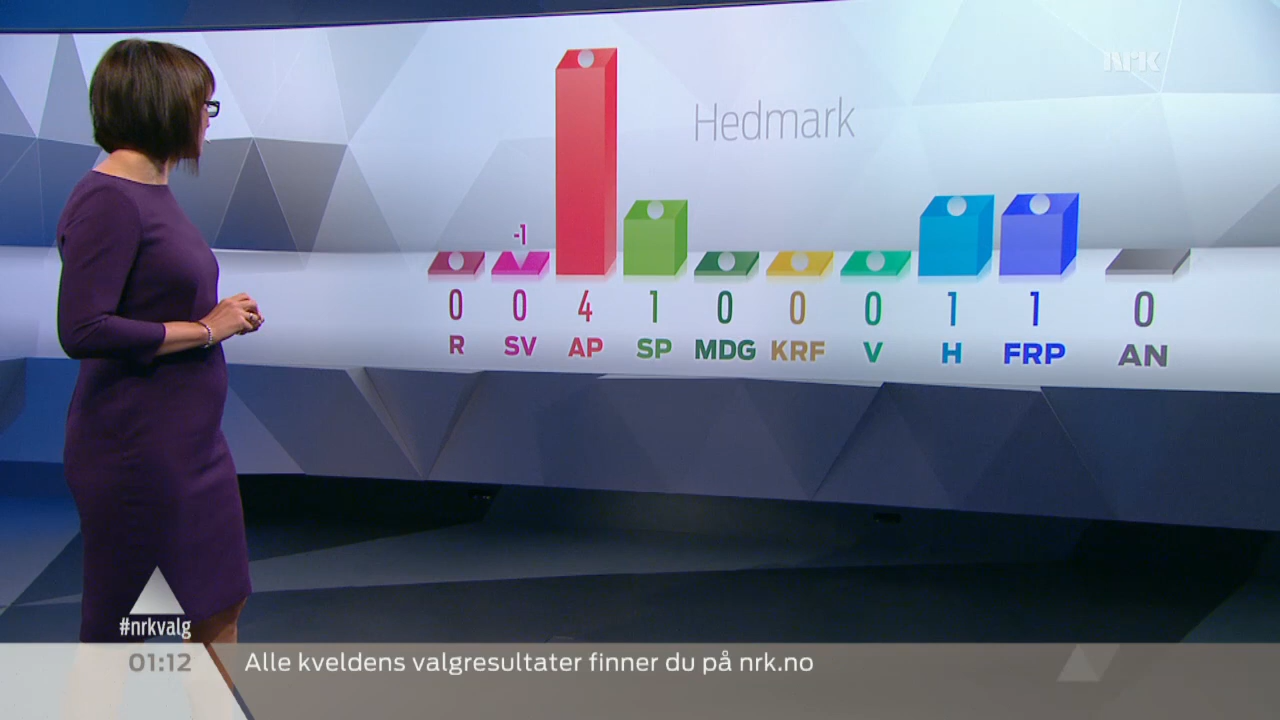 NRK
Hedmark
-1
0 0 4 1 0 0 0 1 1 0
R SV AP SP MDG KRF V H FRP AN
#nrkvalg
01:12 Alle kveldens valgresultater finner du på nrk.no